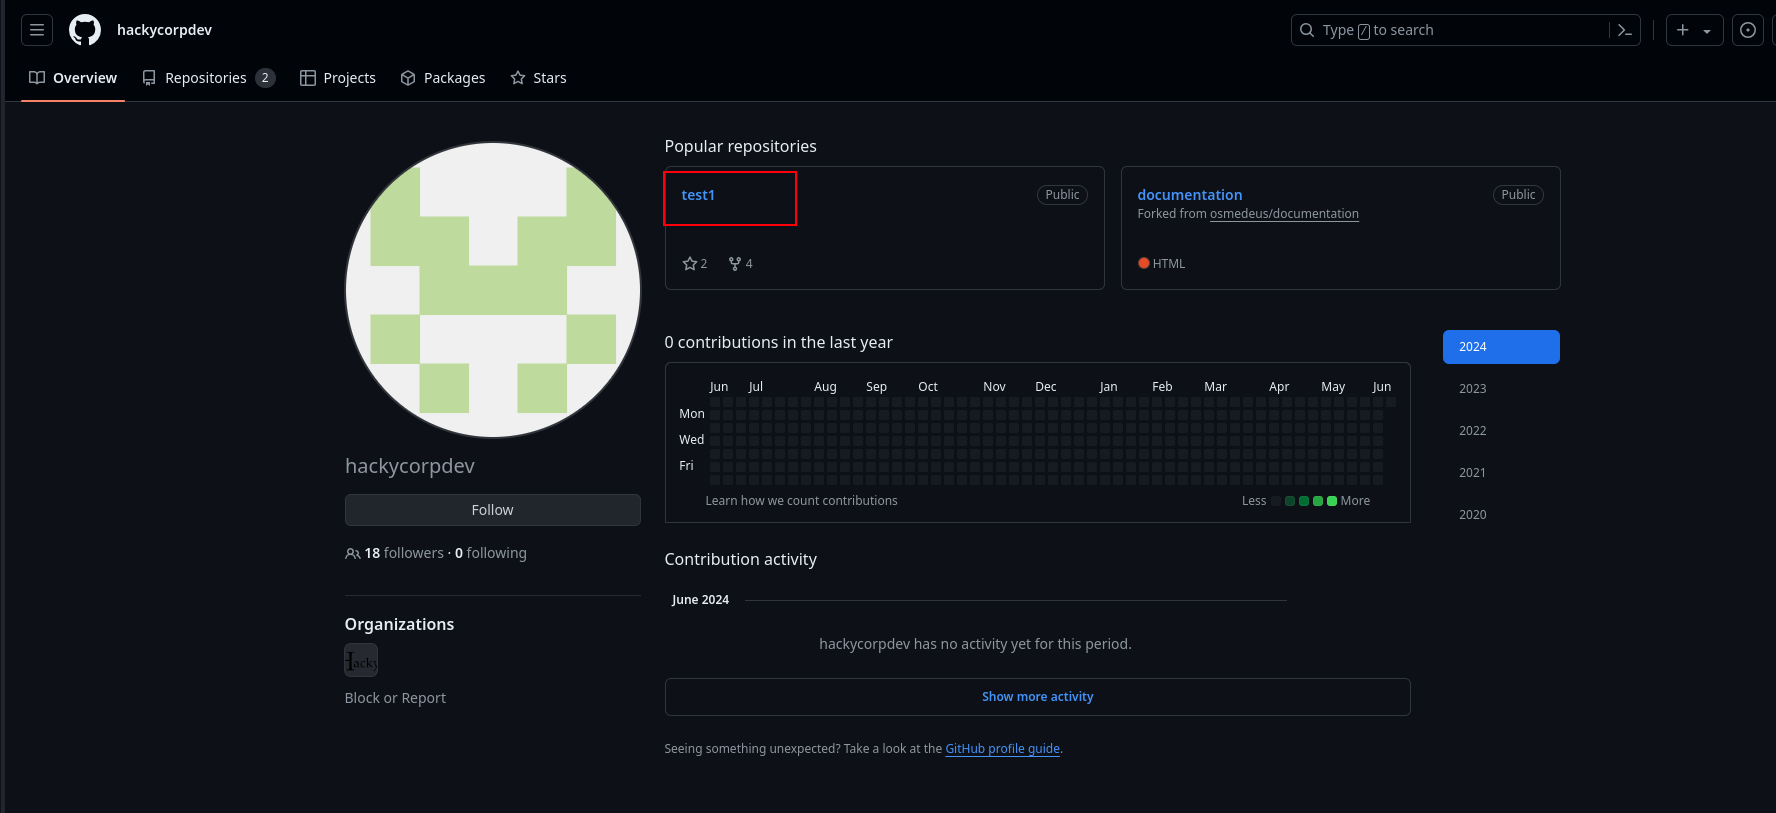 hackycorpdev
Type / to search
Overview Repositories 2 Projects Packages Stars
Popular repositories
test1 Public
2 4
documentation Public
Forked from osmedeus/documentation
HTML
hackycorpdev
Follow
18 followers · 0 following
Organizations
Hacky
Block or Report
0 contributions in the last year
Jun Jul Aug Sep Oct Nov Dec Jan Feb Mar Apr May Jun
Mon
Wed
Fri
Learn how we count contributions Less More
2024
2023
2022
2021
2020
Contribution activity
June 2024
hackycorpdev has no activity yet for this period.
Show more activity
Seeing something unexpected? Take a look at the GitHub profile guide.